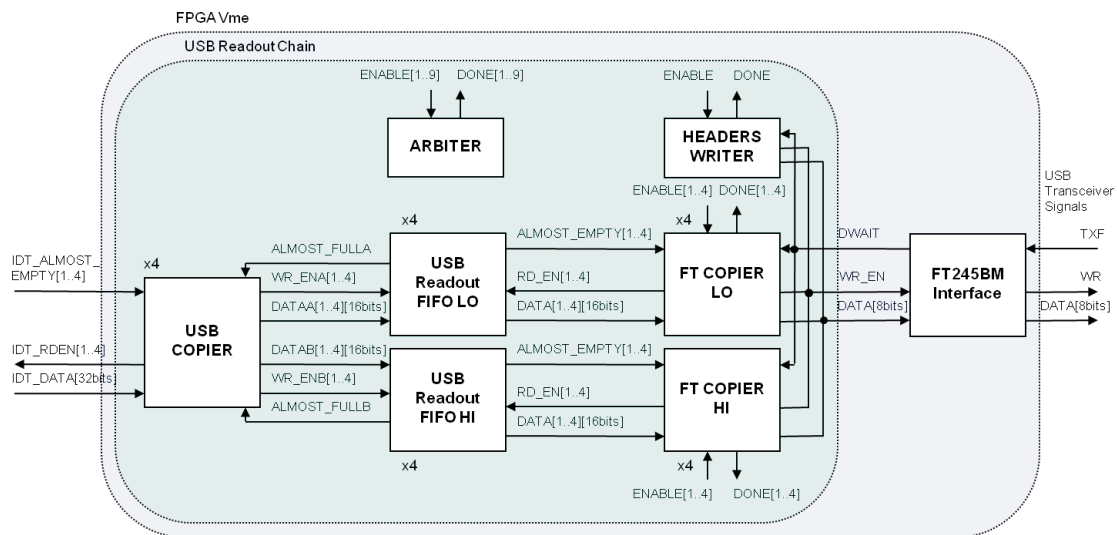 FPGA Vme
USB Readout Chain
ENABLE[1..9] DONE[1..9]
ENABLE DONE
ARBITER
HEADERS
WRITER
ENABLE[1..4] DONE[1..4]
USB
Transceiver
Signals
x4
x4
ALMOST_EMPTY[1..4]
DWAIT
TXF
IDT_ALMOST_
EMPTY[1..4]
x4
ALMOST_FULLA
USB
Readout
FIFO LO
FT COPIER
LO
FT245BM
Interface
WR_ENA[1..4]
RD_EN[1..4]
WR_EN
WR
DATAA[1..4][16bits]
DATA[1..4][16bits]
DATA[8bits]
DATA[8bits]
USB
COPIER
IDT_RDEN[1..4]
DATAB[1..4][16bits]
ALMOST_EMPTY[1..4]
IDT_DATA[32bits]
WR_ENB[1..4]
USB
Readout
FIFO HI
RD_EN[1..4]
FT COPIER
HI
ALMOST_FULLB
DATA[1..4][16bits]
x4
x4
ENABLE[1..4] DONE[1..4]